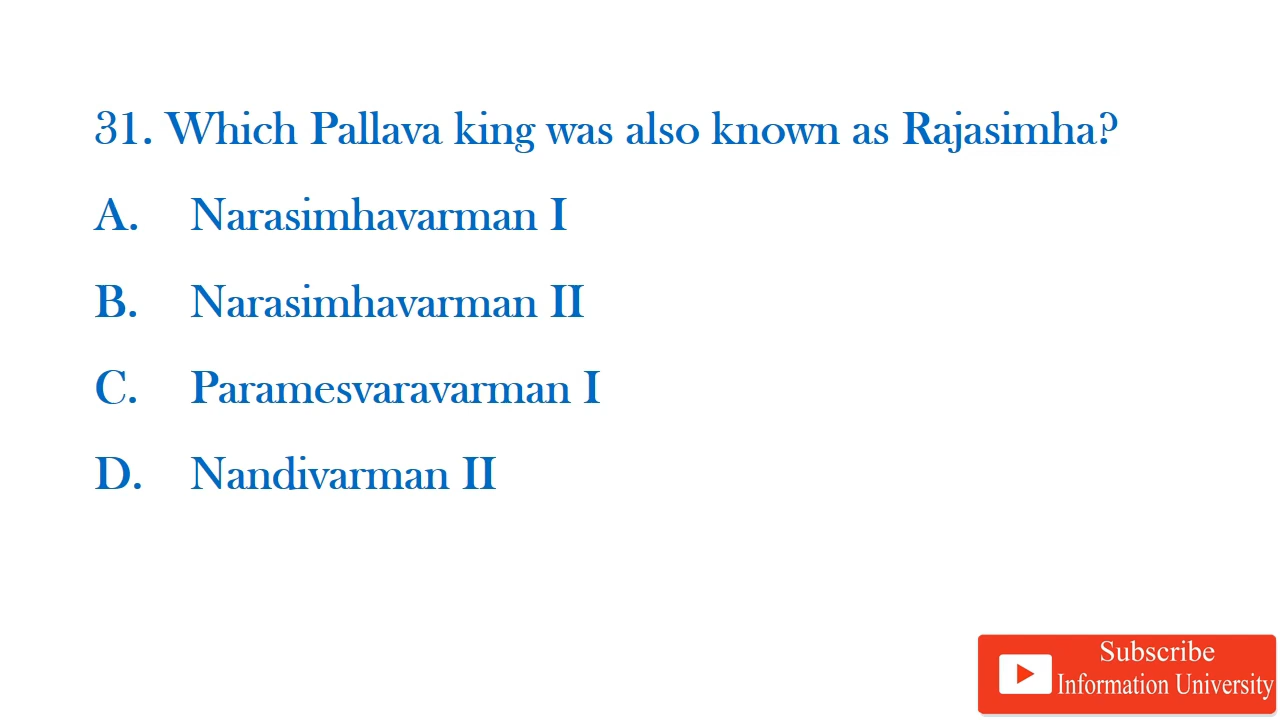 31. Which Pallava king was also known as Rajasimha?
A. Narasimhavarman I
B. Narasimhavarman II
C. Paramesvaravarman I
D. Nandivarman II
Subscribe
Information University